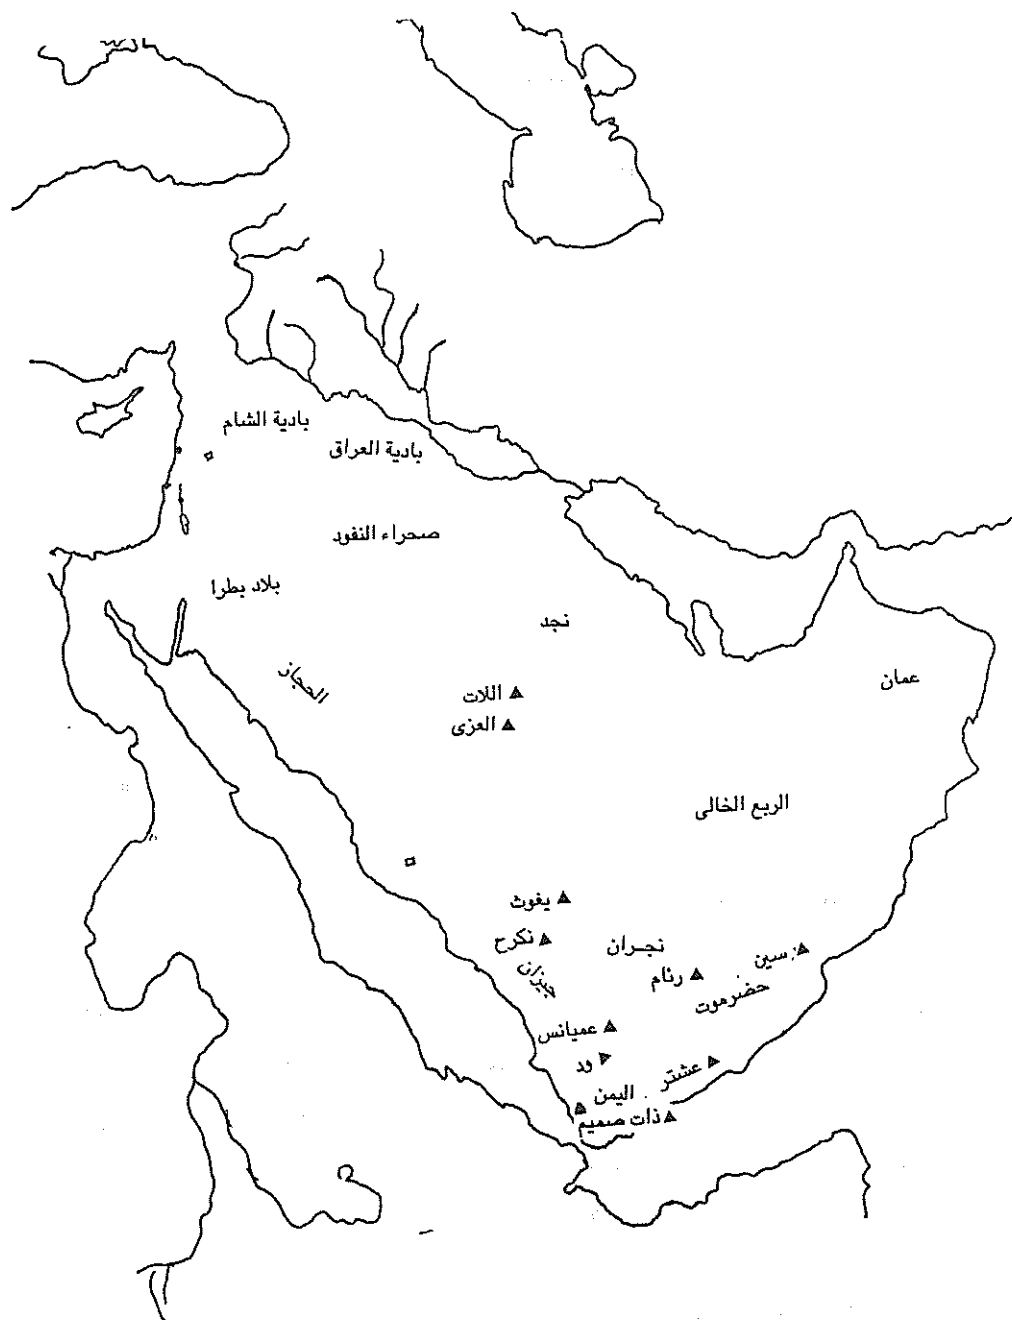 بادية الشام
بادية العراق
صحراء النفود
بلاد بطرا
نجد
الحجاز
عمان
اللات
العزى
الربع الخالى
يغوث
نكرح
نجران
سين
رئام
جيزان
حضرموت
عميانس
ود
عشتر
اليمن
ذات صميم